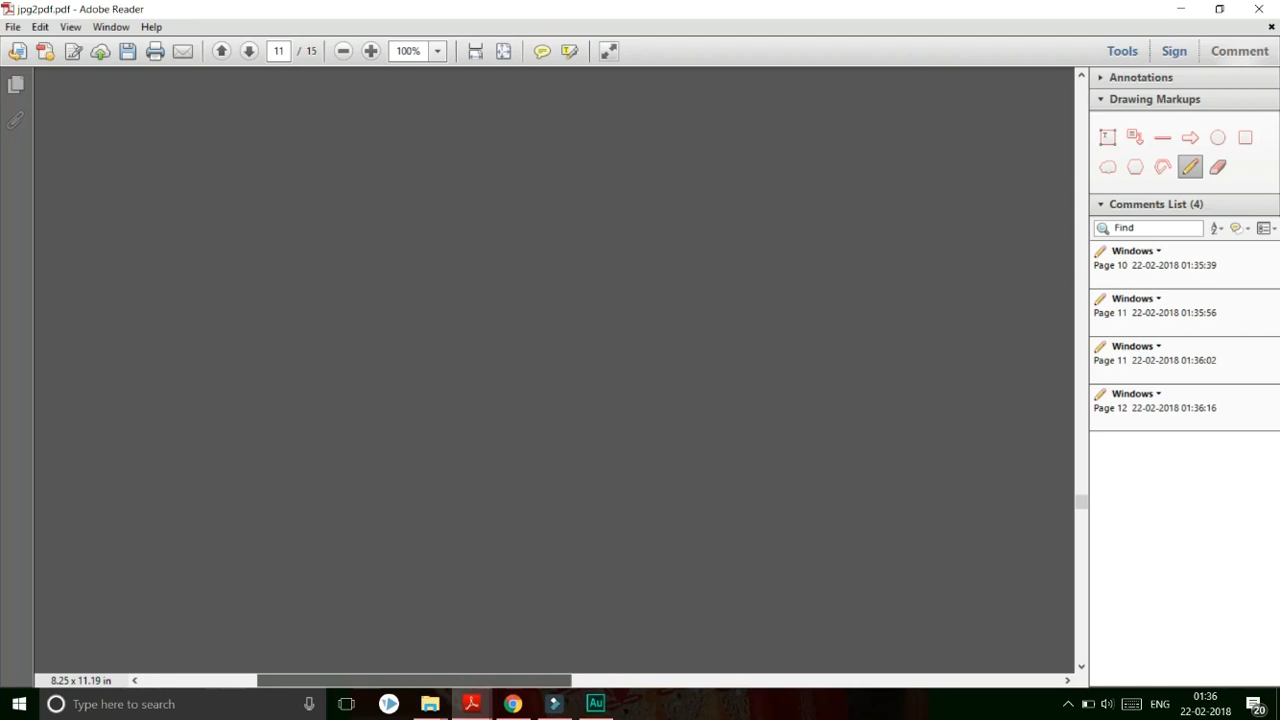 jpg2pdf.pdf - Adobe Reader
File Edit View Window Help
11 / 15 100% Tools Sign Comment
Annotations
Drawing Markups
T
Comments List (4)
Find
Windows
Page 10 22-02-2018 01:35:39
Windows
Page 11 22-02-2018 01:35:56
Windows
Page 11 22-02-2018 01:36:02
Windows
Page 12 22-02-2018 01:36:16
8.25 x 11.19 in
Type here to search Au ENG 01:36
22-02-2018 20